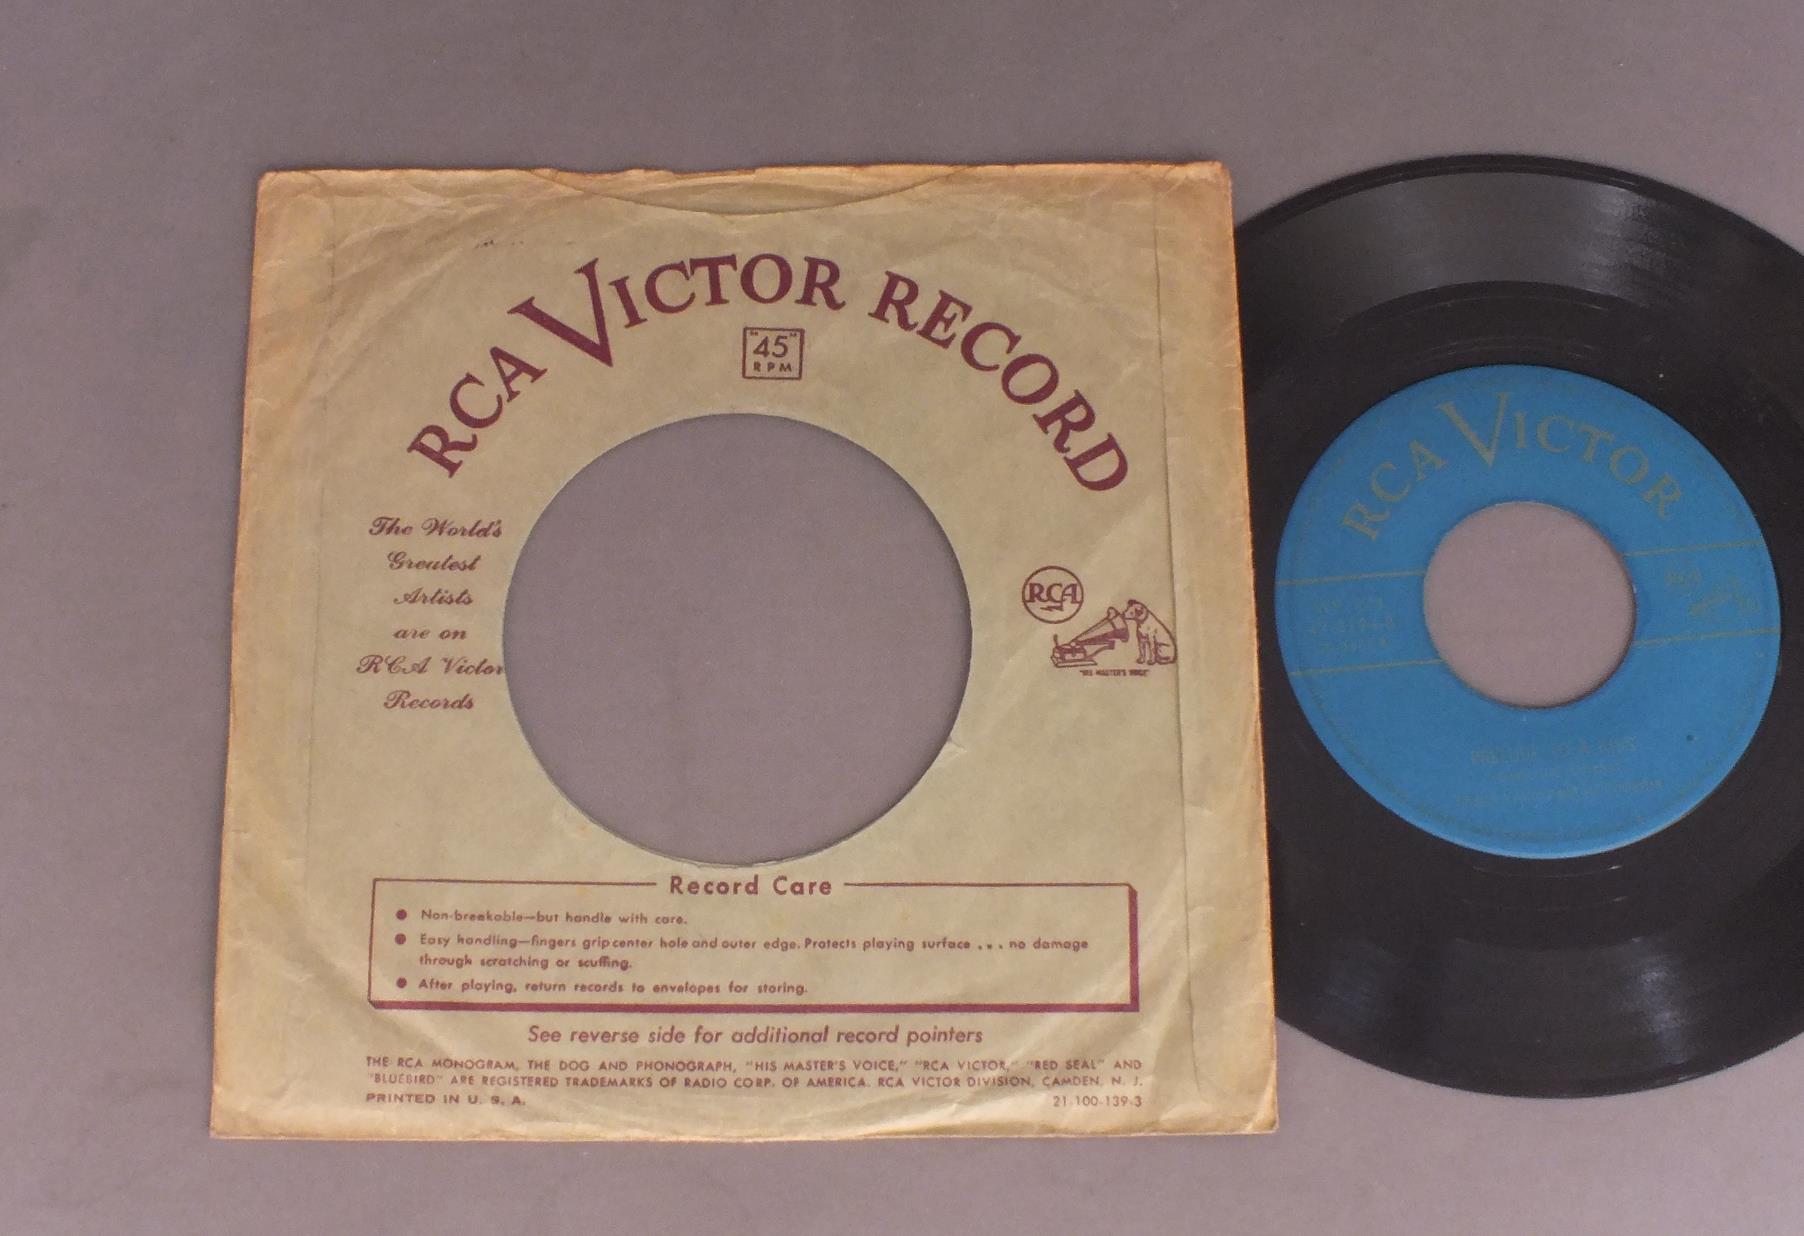 RCA VICTOR RECORD
"45"
RPM
The World's
Greatest
Artists
are on
RCA Victor
Records
RCA
"HIS MASTER'S VOICE"
Record Care
● Non-breakable—but handle with care.
● Easy handling—fingers grip center hole and outer edge. Protects playing surface . . . no damage
through scratching or scuffing.
● After playing, return records to envelopes for storing.
See reverse side for additional record pointers
THE RCA MONOGRAM, THE DOG AND PHONOGRAPH, "HIS MASTER'S VOICE," "RCA VICTOR," "RED SEAL" AND
"BLUEBIRD" ARE REGISTERED TRADEMARKS OF RADIO CORP. OF AMERICA. RCA VICTOR DIVISION, CAMDEN, N. J.
PRINTED IN U. S. A.
21-100-139-3
RCA VICTOR
RCA
PRELUDE TO A KISS